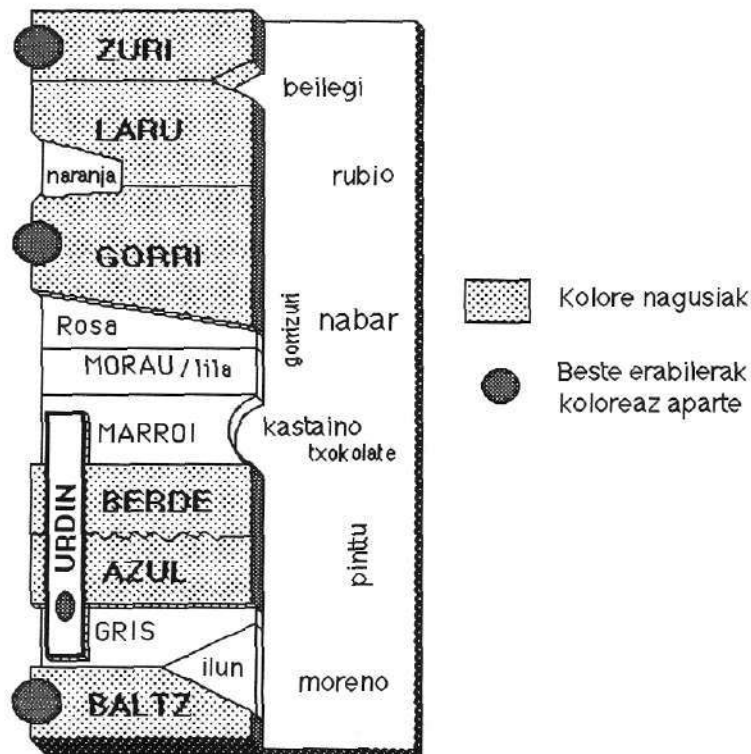 ZURI
beilegi
LARU
naranja
rubio
GORRI
Rosa
gorrizuri
nabar
MORAU/lila
MARROI
kastaino
txokolate
URDIN
BERDE
AZUL
pinttu
GRIS
ilun
moreno
BALTZ
Kolore nagusiak
Beste erabilerak
koloreaz aparte